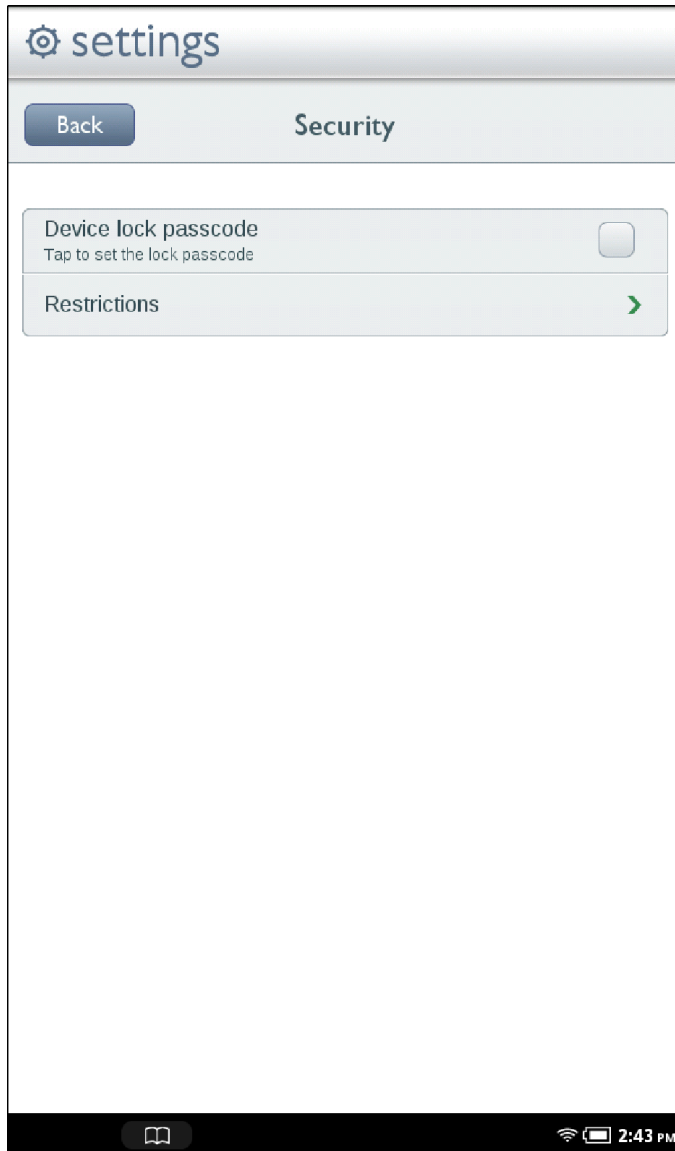 settings
Back
Security
Device lock passcode
Tap to set the lock passcode
Restrictions
2:43 PM